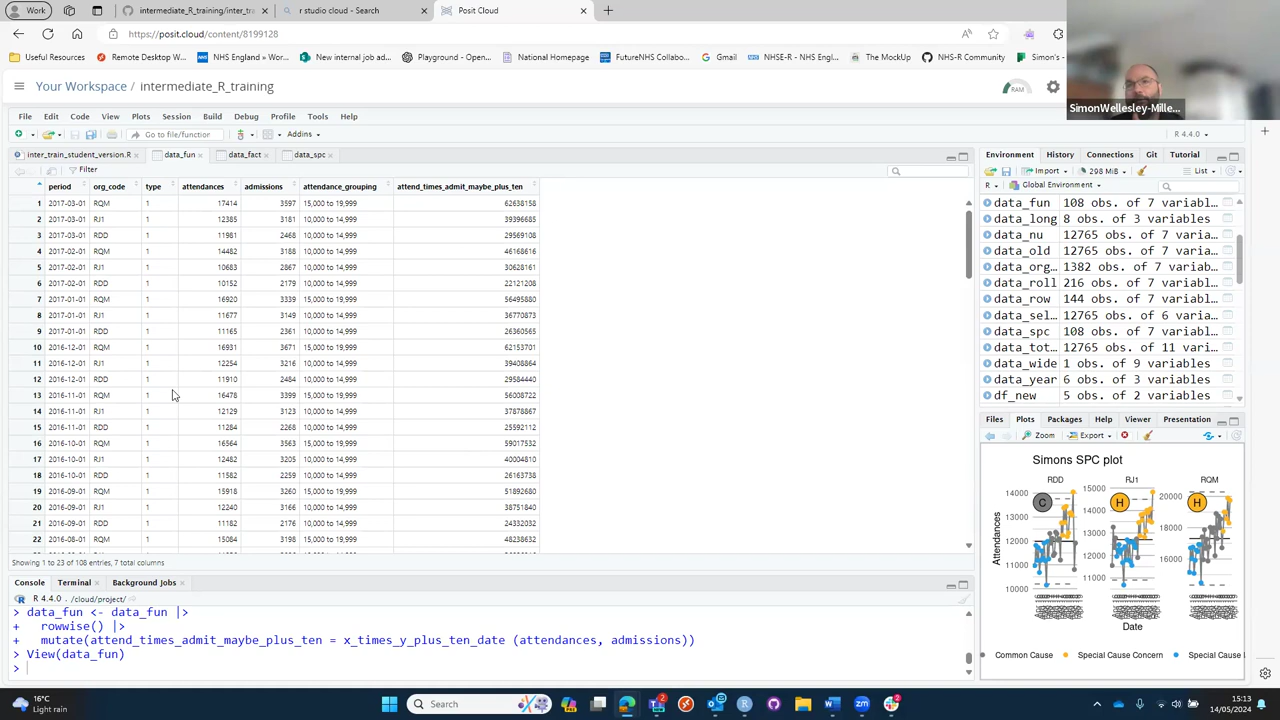 Work
intermediate_R_training/inter_tra
r studio cloud - Search
Posit Cloud
https://posit.cloud/content/8199128
Useful Resources
Remote Desktop W...
NHS England » Wor...
New internal job ad...
Playground - Open...
National Homepage
FutureNHS Collabo...
Gmail
NHSE - NHS Engl...
The MockUp
NHS-R Community
Simon's
SimonWellesley-Mille...
Your Workspace / intermediate_R_training
RAM
File Edit Code View Plots Session Build Debug Profile Tools Help
Go to file/function
Addins
R 4.4.0
inter_train_student_version.R
data_fun
data_fact
data_spc
Filter
period org_code type attendances admissions attendance_grouping attend_times_admit_maybe_plus_ten
1 2017-03-01 RQM 1 17414 3597 15,000 to 19,999 62638158
2 2017-03-01 RJ1 1 12385 3181 10,000 to 14,999 39396685
3 2017-03-01 RDD 1 11981 2468 10,000 to 14,999 29569108
4 2017-02-01 RQM 1 14482 3188 10,000 to 14,999 46168616
5 2017-02-01 RJ1 1 10683 2867 10,000 to 14,999 30628161
6 2017-02-01 RDD 1 10152 2179 10,000 to 14,999 22121208
7 2017-01-01 RQM 1 16920 3339 15,000 to 19,999 56495880
8 2017-01-01 RJ1 1 11677 3149 10,000 to 14,999 36770873
9 2017-01-01 RDD 1 11165 2361 10,000 to 14,999 26360565
10 2016-12-01 RQM 1 16931 3671 15,000 to 19,999 62153701
11 2016-12-01 RJ1 1 12254 3216 10,000 to 14,999 39408864
12 2016-12-01 RDD 1 11910 2484 10,000 to 14,999 29584440
13 2016-11-01 RQM 1 16478 3399 15,000 to 19,999 56008722
14 2016-11-01 RJ1 1 12129 3123 10,000 to 14,999 37878867
15 2016-11-01 RDD 1 11284 2268 10,000 to 14,999 25592112
16 2016-10-01 RQM 1 16564 3563 15,000 to 19,999 59017532
17 2016-10-01 RJ1 1 12482 3205 10,000 to 14,999 40004810
18 2016-10-01 RDD 1 11582 2259 10,000 to 14,999 26163738
19 2016-09-01 RQM 1 15918 3260 15,000 to 19,999 51892680
20 2016-09-01 RJ1 1 12240 3166 10,000 to 14,999 38751840
21 2016-09-01 RDD 1 11182 2176 10,000 to 14,999 24332032
22 2016-08-01 RQM 1 15084 3198 15,000 to 19,999 48238632
Showing 1 to 23 of 108 entries, 7 total columns
Console Terminal Background Jobs
R 4.4.0 . /cloud/project/
> data_fun <- data_fun |>
+ rowwise() |>
+ mutate(attend_times_admit_maybe_plus_ten = x_times_y_plus_ten_date (attendances, admissions))
> View(data_fun)
>
Environment History Connections Git Tutorial
Import
298 MiB
List
R
Global Environment
data_fun 108 obs. of 7 variabl...
data_long 8 obs. of 3 variables
data_nu 12765 obs. of 7 varia...
data_old 12765 obs. of 7 varia...
data_org... 1382 obs. of 7 variab...
data_roll 216 obs. of 7 variabl...
data_row 144 obs. of 7 variabl...
data_sel... 12765 obs. of 6 varia...
data_spc 108 obs. of 7 variabl...
data_tot... 12765 obs. of 11 vari...
data_wide 1 obs. of 9 variables
data_year 6 obs. of 3 variables
df_new 5 obs. of 2 variables
Files Plots Packages Help Viewer Presentation
Zoom
Export
Simons SPC plot
RDD
RJ1
RQM
C
H
H
14000
13000
12000
11000
10000
15000
14000
13000
12000
11000
20000
18000
16000
Attendances
Date
Common Cause
Special Cause Concern
Special Cause I
16°C
Light rain
Search
15:13
14/05/2024